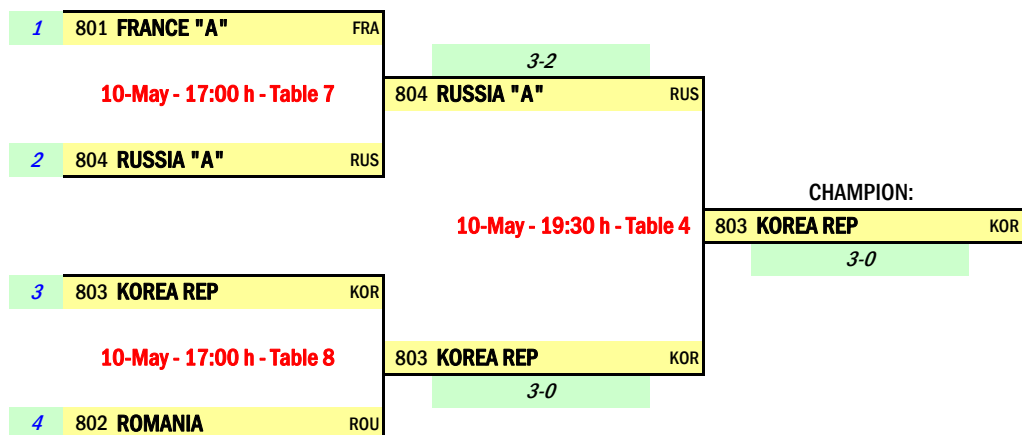 1 801 FRANCE "A" FRA
3-2
10-May - 17:00 h - Table 7 804 RUSSIA "A" RUS
2 804 RUSSIA "A" RUS
CHAMPION:
10-May - 19:30 h - Table 4 803 KOREA REP KOR
3-0
3 803 KOREA REP KOR
10-May - 17:00 h - Table 8 803 KOREA REP KOR
3-0
4 802 ROMANIA ROU